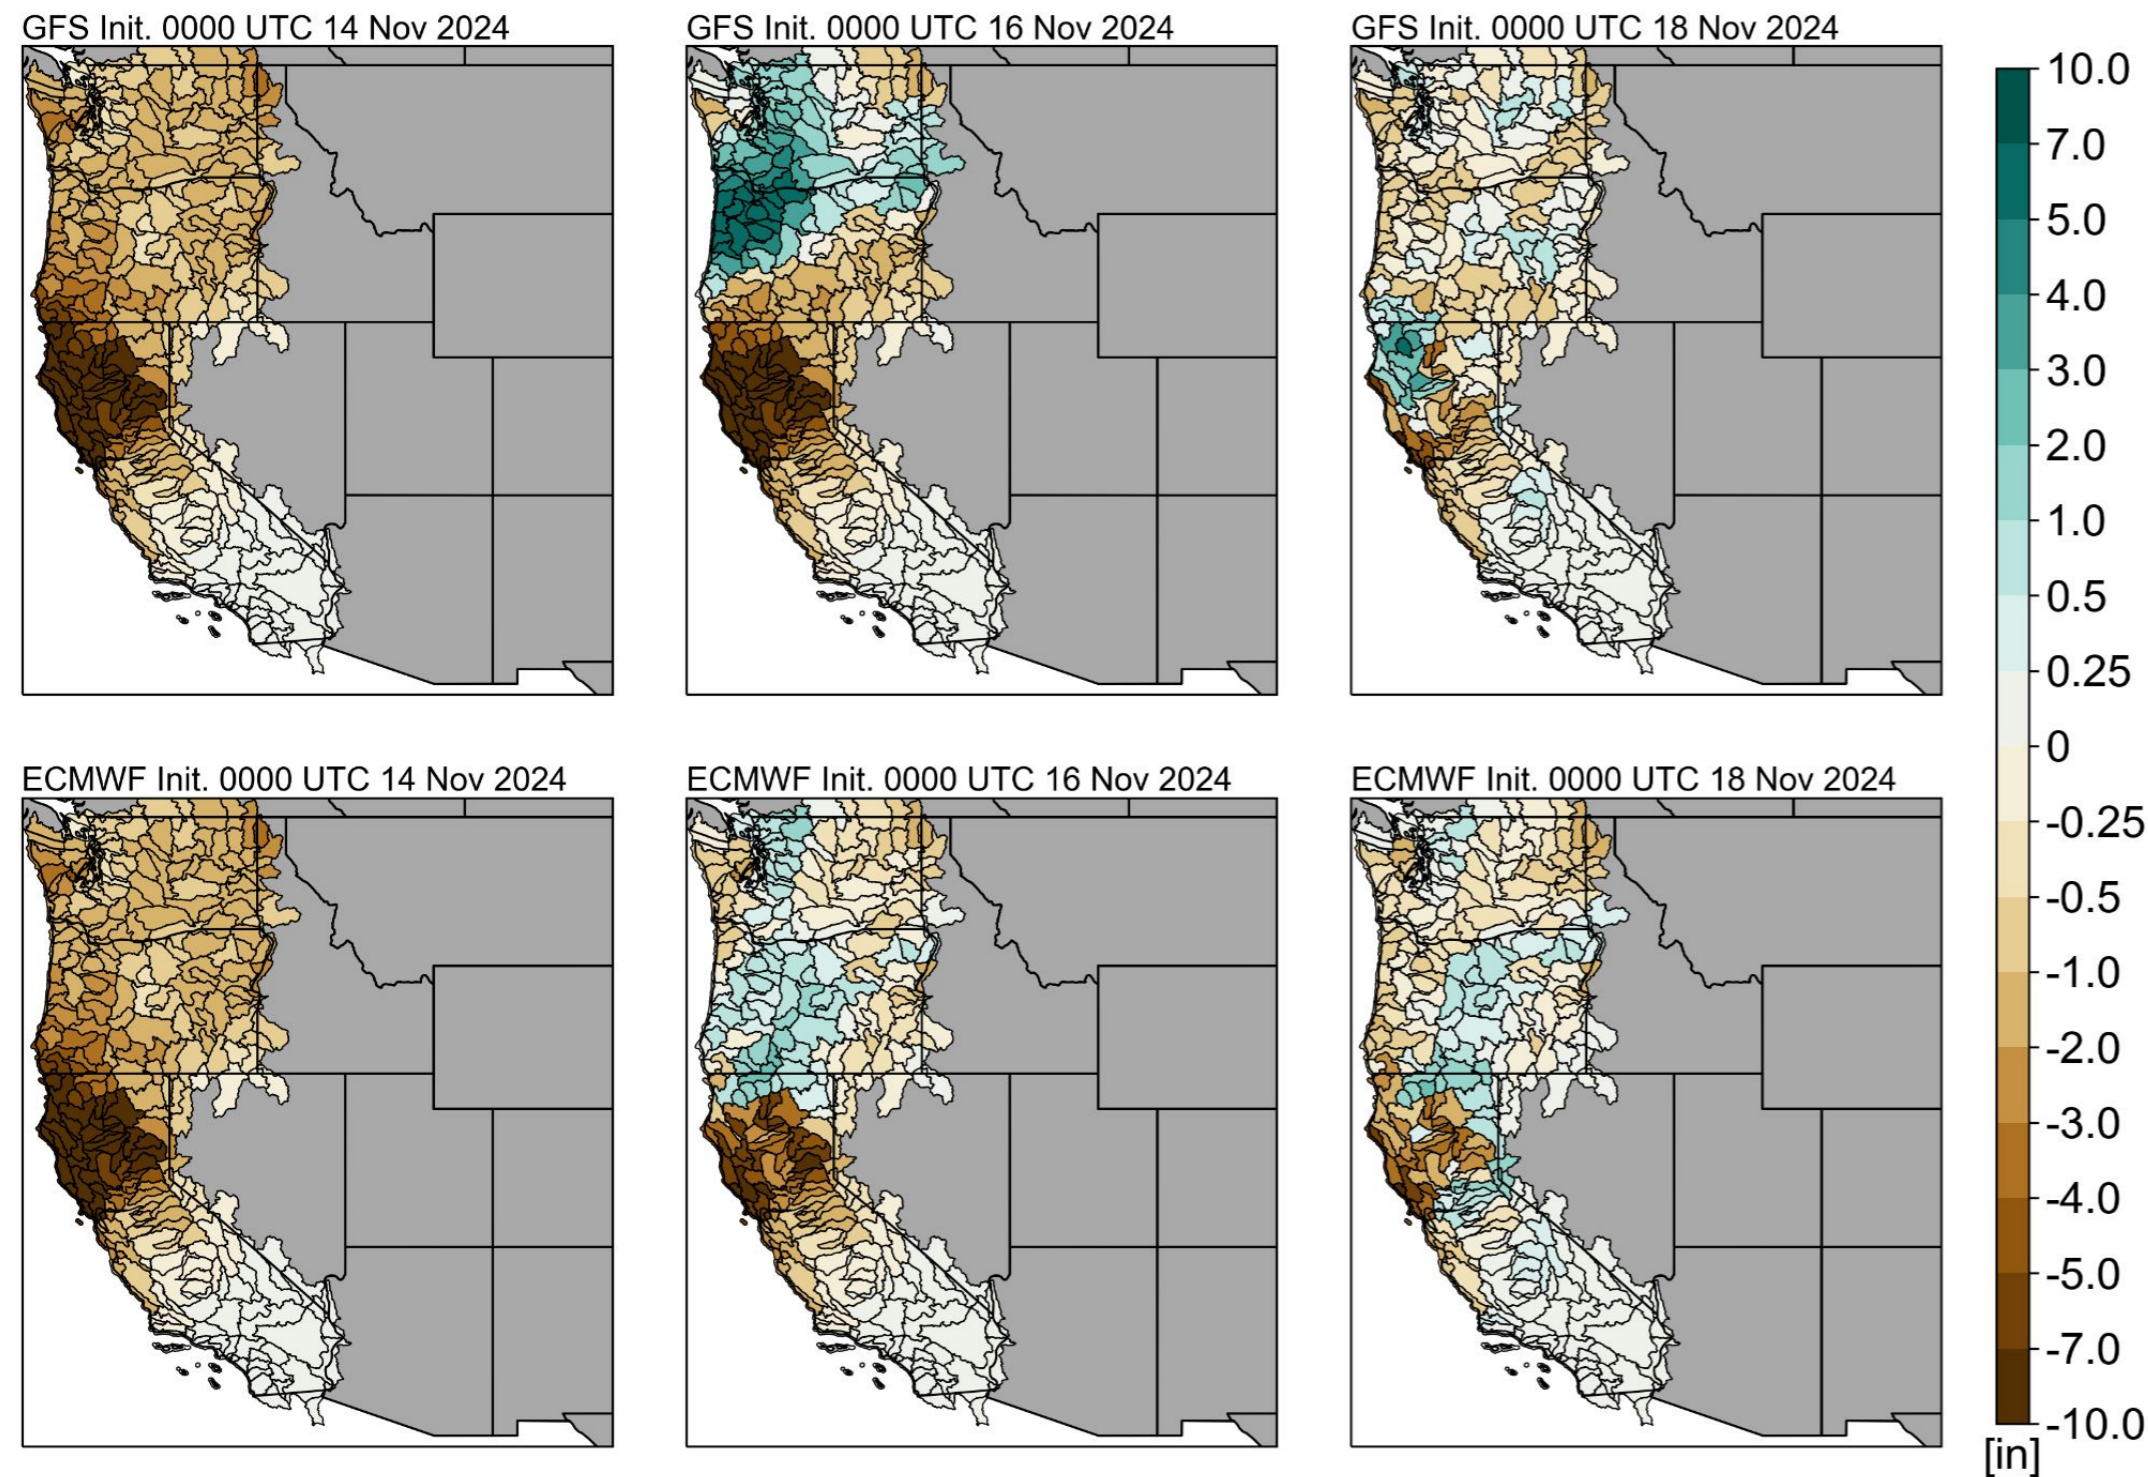 GFS Init. 0000 UTC 14 Nov 2024
GFS Init. 0000 UTC 16 Nov 2024
GFS Init. 0000 UTC 18 Nov 2024
ECMWF Init. 0000 UTC 14 Nov 2024
ECMWF Init. 0000 UTC 16 Nov 2024
ECMWF Init. 0000 UTC 18 Nov 2024
10.0
7.0
5.0
4.0
3.0
2.0
1.0
0.5
0.25
0
-0.25
-0.5
-1.0
-2.0
-3.0
-4.0
-5.0
-7.0
-10.0
[in]